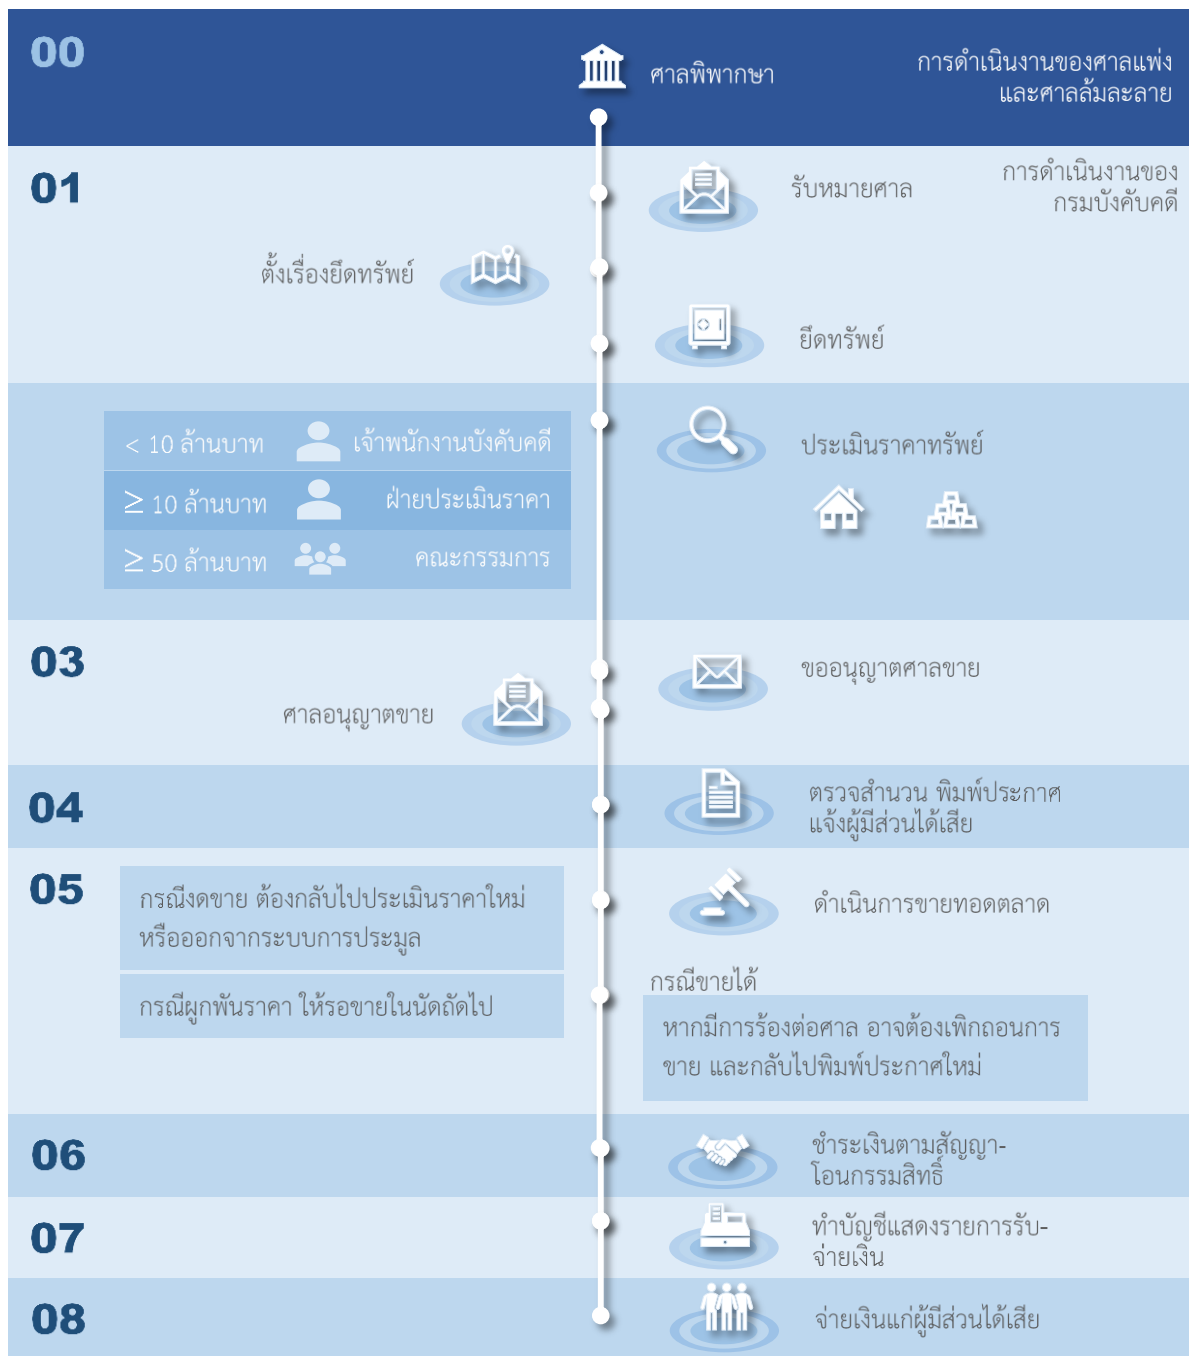 00
ศาลพิพากษา
การดำเนินงานของศาลแพ่ง
และศาลล้มละลาย
01
รับหมายศาล
การดำเนินงานของ
กรมบังคับคดี
ตั้งเรื่องยึดทรัพย์
ยึดทรัพย์
< 10 ล้านบาท เจ้าพนักงานบังคับคดี
≥ 10 ล้านบาท ฝ่ายประเมินราคา
≥ 50 ล้านบาท คณะกรรมการ
ประเมินราคาทรัพย์
03
ขออนุญาตศาลขาย
ศาลอนุญาตขาย
04
ตรวจสำนวน พิมพ์ประกาศ
แจ้งผู้มีส่วนได้เสีย
05
กรณีงดขาย ต้องกลับไปประเมินราคาใหม่
หรือออกจากระบบการประมูล
กรณีผูกพันราคา ให้รอขายในนัดถัดไป
ดำเนินการขายทอดตลาด
กรณีขายได้
หากมีการร้องต่อศาล อาจต้องเพิกถอนการ
ขาย และกลับไปพิมพ์ประกาศใหม่
06
ชำระเงินตามสัญญา-
โอนกรรมสิทธิ์
07
ทำบัญชีแสดงรายการรับ-
จ่ายเงิน
08
จ่ายเงินแก่ผู้มีส่วนได้เสีย